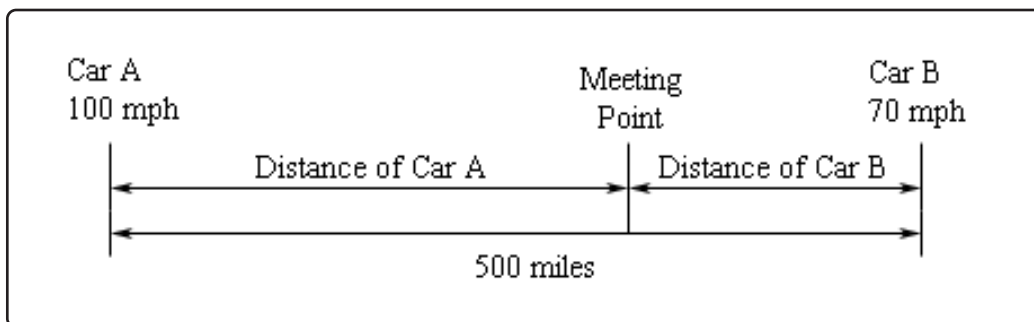 Car A
100 mph
Meeting
Point
Car B
70 mph
Distance of Car A
Distance of Car B
500 miles